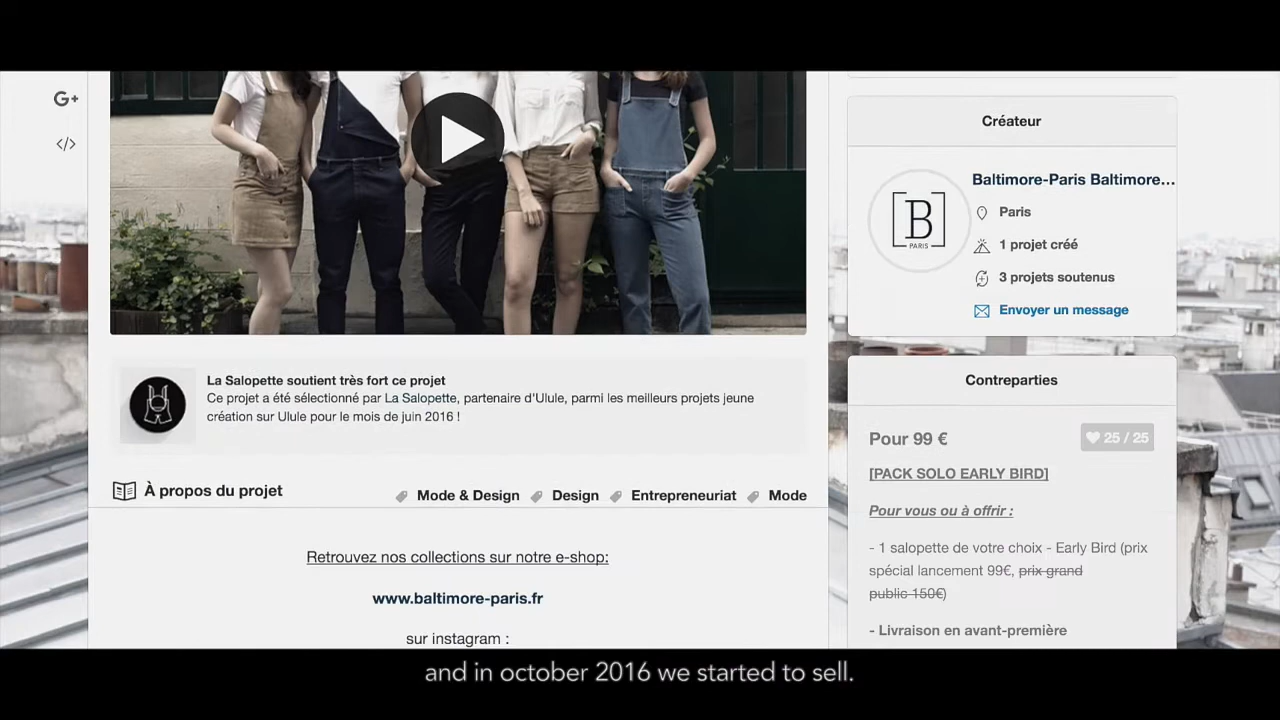 G+
</>
Créateur
Baltimore-Paris Baltimore...
B
PARIS
Paris
1 projet créé
3 projets soutenus
Envoyer un message
La Salopette soutient très fort ce projet
Ce projet a été sélectionné par La Salopette, partenaire d'Ulule, parmi les meilleurs projets jeune
création sur Ulule pour le mois de juin 2016 !
À propos du projet
Mode & Design Design Entrepreneuriat Mode
Retrouvez nos collections sur notre e-shop:
www.baltimore-paris.fr
sur instagram :
Contreparties
Pour 99 €
25 / 25
[PACK SOLO EARLY BIRD]
Pour vous ou à offrir :
- 1 salopette de votre choix - Early Bird (prix
spécial lancement 99€, prix grand
public 150€)
- Livraison en avant-première
and in october 2016 we started to sell.